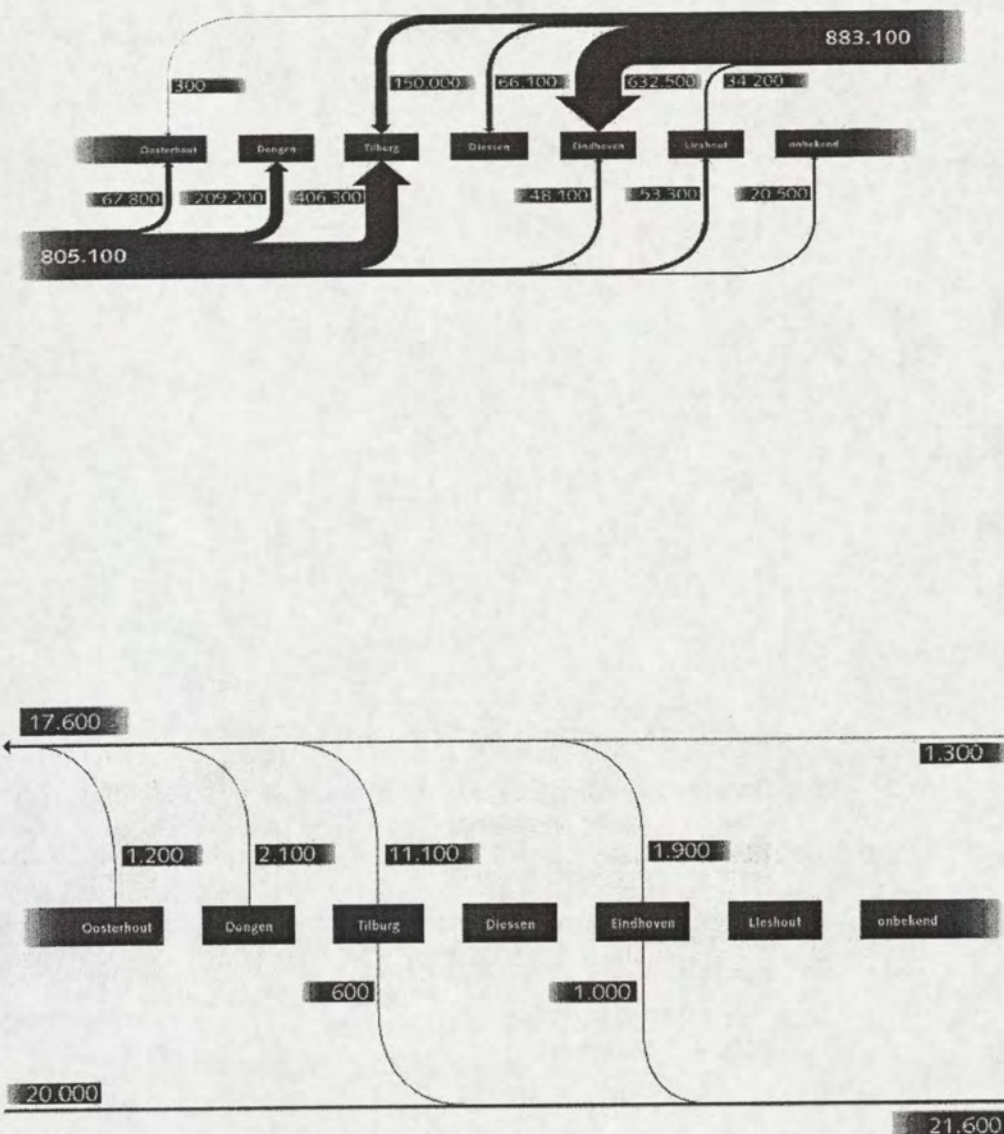 883.100
300 150.000 66.100 632.500 34.200
Oosterhout Dongen Tilburg Diessen Eindhoven Lieshout onbekend
67.800 209.200 406.300 48.100 53.300 20.500
805.100
17.600
1.300
1.200 2.100 11.100 1.900
Oosterhout Dongen Tilburg Diessen Eindhoven Lieshout onbekend
600 1.000
20.000
21.600